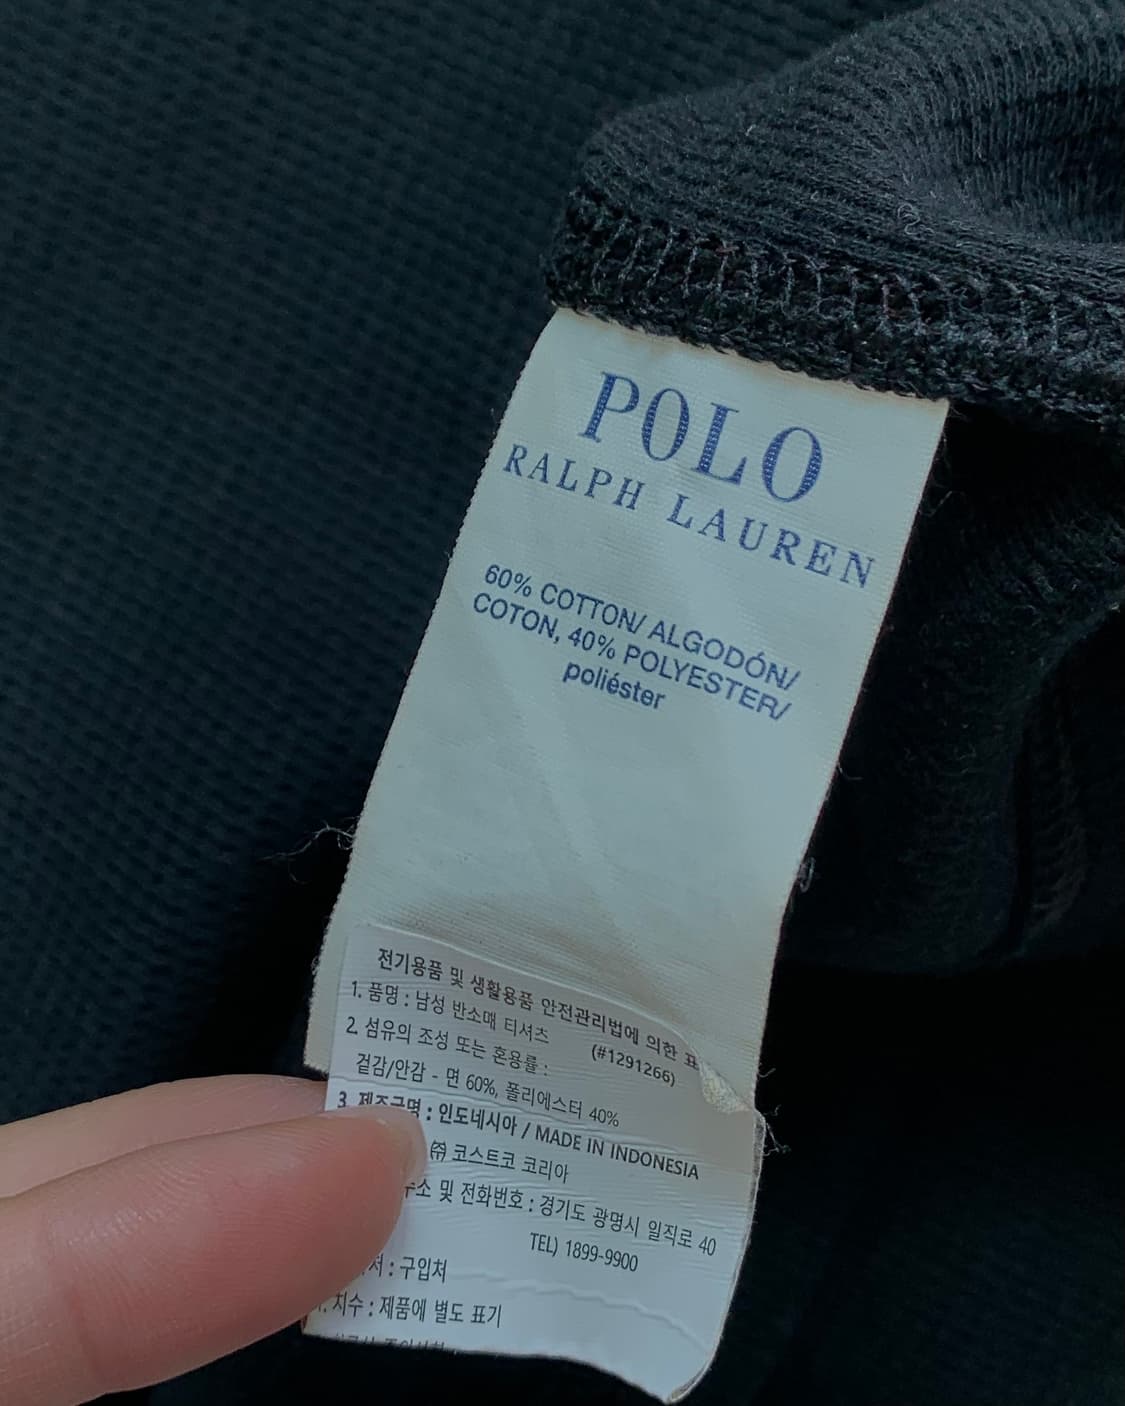 POLO
RALPH LAUREN
60% COTTON/ ALGODÓN/
COTON, 40% POLYESTER/
poliéster
전기용품 및 생활용품 안전관리법에 의한 표
1. 품명 : 남성 반소매 티셔츠 (#1291266)
2. 섬유의 조성 또는 혼용률 :
겉감/안감 - 면 60%, 폴리에스터 40%
3. 제조국명 : 인도네시아 / MADE IN INDONESIA
㈜ 코스트코 코리아
및 전화번호 : 경기도 광명시 일직로 40
TEL) 1899-9900
: 구입처
치수 : 제품에 별도 표기